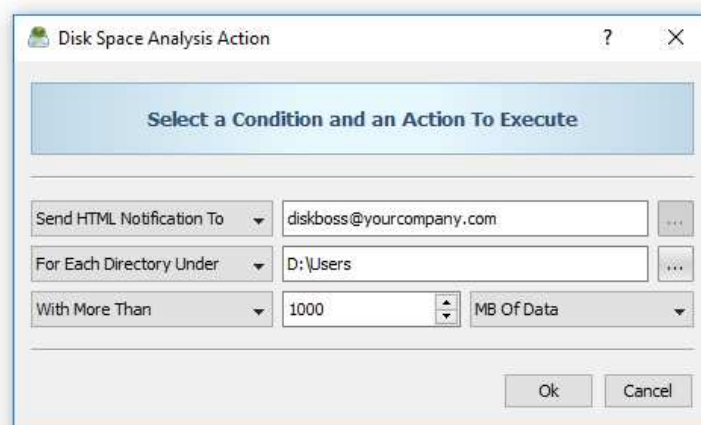 Disk Space Analysis Action ?
Select a Condition and an Action To Execute
Send HTML Notification To diskboss@yourcompany.com ...
For Each Directory Under D:\Users ...
With More Than 1000 MB Of Data
Ok Cancel